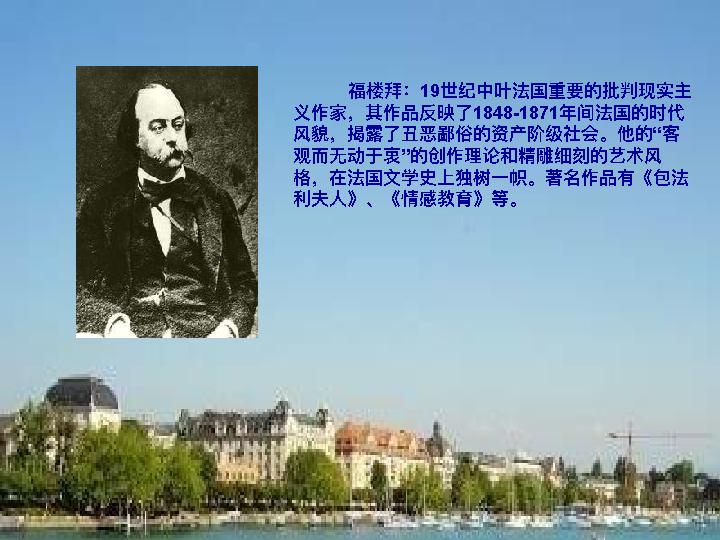 福楼拜：19世纪中叶法国重要的批判现实主
义作家，其作品反映了1848-1871年间法国的时代
风貌，揭露了丑恶鄙俗的资产阶级社会。他的“客
观而无动于衷”的创作理论和精雕细刻的艺术风
格，在法国文学史上独树一帜。著名作品有《包法
利夫人》、《情感教育》等。